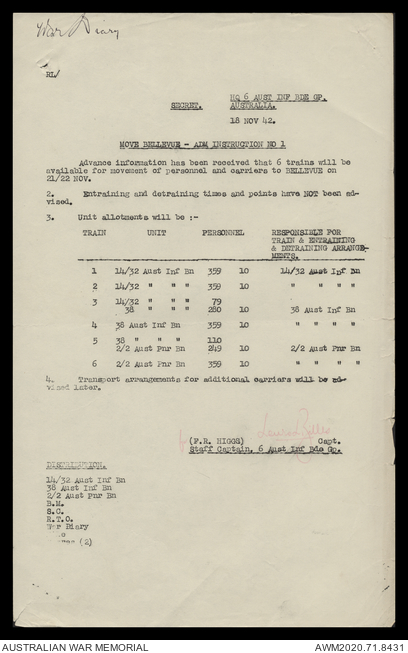 War Diary
RL/
HQ 6 AUST INF BDE GP.
SECRET. AUSTRALIA.
18 NOV 42.
MOVE BELLEVUE - ADM INSTRUCTION NO 1
Advance information has been received that 6 trains will be
available for movement of personnel and carriers to BELLEVUE on
21/22 NOV.
2. Entraining and detraining times and points have NOT been ad-
vised.
3. Unit allotments will be :-
TRAIN UNIT PERSONNEL RESPONSIBLE FOR
TRAIN & ENTRAINING
& DETRAINING ARRANGE-
MENTS.
1 14/32 Aust Inf Bn 359 10 14/32 Aust Inf Bn
2 14/32 " " " 359 10 " " " "
3 14/32 " " " 79
38 " " " 280 10 38 Aust Inf Bn
4 38 Aust Inf Bn 359 10 " " " "
5 38 " " " 110
2/2 Aust Pnr Bn 249 10 2/2 Aust Pnr Bn
6 2/2 Aust Pnr Bn 359 10 " " " "
4. Transport arrangements for additional carriers will be ad-
vised later.
(F.R. HIGGS) Capt.
Staff Captain, 6 Aust Inf Bde Gp.
DISTRIBUTION.
14/32 Aust Inf Bn
38 Aust Inf Bn
2/2 Aust Pnr Bn
B.M.
S.C.
R.T.O.
War Diary
(2)
AUSTRALIAN WAR MEMORIAL AWM2020.71.8431